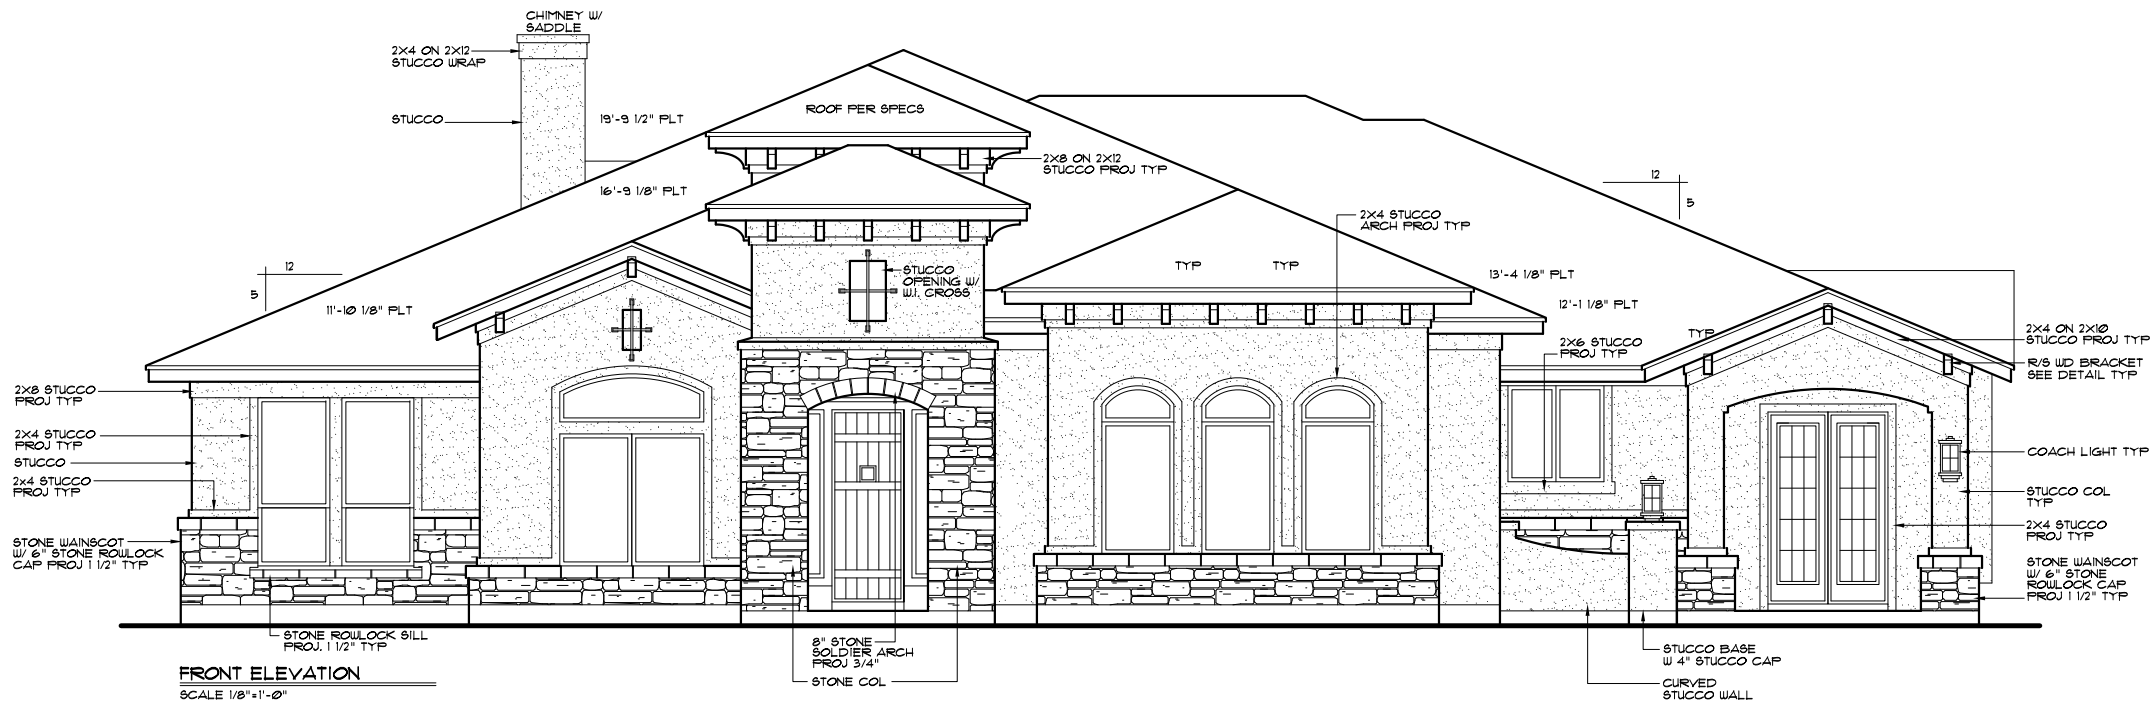 CHIMNEY W/
SADDLE
2X4 ON 2X12
STUCCO WRAP
STUCCO
19'-9 1/2" PLT
ROOF PER SPECS
2X8 ON 2X12
STUCCO PROJ TYP
16'-9 1/8" PLT
12
5
2X4 STUCCO
ARCH PROJ TYP
12
5
11'-10 1/8" PLT
STUCCO
OPENING W/
W.I. CROSS
TYP
TYP
13'-4 1/8" PLT
12'-1 1/8" PLT
TYP
2X6 STUCCO
PROJ TYP
2X4 ON 2X10
STUCCO PROJ TYP
R/S WD BRACKET
SEE DETAIL TYP
2X8 STUCCO
PROJ TYP
2X4 STUCCO
PROJ TYP
STUCCO
2x4 STUCCO
PROJ TYP
STONE WAINSCOT
W/ 6" STONE ROWLOCK
CAP PROJ 1 1/2" TYP
COACH LIGHT TYP
STUCCO COL
TYP
2X4 STUCCO
PROJ TYP
STONE WAINSCOT
W/ 6" STONE
ROWLOCK CAP
PROJ 1 1/2" TYP
STONE ROWLOCK SILL
PROJ. 1 1/2" TYP
8" STONE
SOLDIER ARCH
PROJ 3/4"
STONE COL
STUCCO BASE
W 4" STUCCO CAP
CURVED
STUCCO WALL
FRONT ELEVATION
SCALE 1/8"=1'-0"